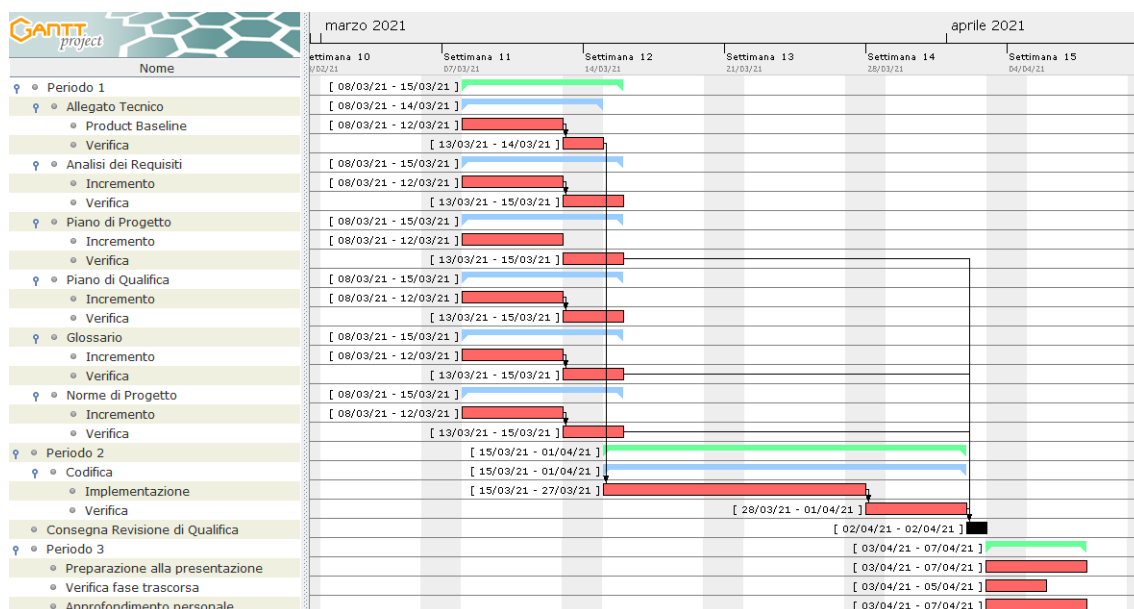 GANTT project
marzo 2021
aprile 2021
ettimana 10
Settimana 11
Settimana 12
Settimana 13
Settimana 14
Settimana 15
/02/21
07/03/21
14/03/21
21/03/21
28/03/21
04/04/21
Nome
Periodo 1 [ 08/03/21 - 15/03/21 ]
Allegato Tecnico [ 08/03/21 - 14/03/21 ]
Product Baseline [ 08/03/21 - 12/03/21 ]
Verifica [ 13/03/21 - 14/03/21 ]
Analisi dei Requisiti [ 08/03/21 - 15/03/21 ]
Incremento [ 08/03/21 - 12/03/21 ]
Verifica [ 13/03/21 - 15/03/21 ]
Piano di Progetto [ 08/03/21 - 15/03/21 ]
Incremento [ 08/03/21 - 12/03/21 ]
Verifica [ 13/03/21 - 15/03/21 ]
Piano di Qualifica [ 08/03/21 - 15/03/21 ]
Incremento [ 08/03/21 - 12/03/21 ]
Verifica [ 13/03/21 - 15/03/21 ]
Glossario [ 08/03/21 - 15/03/21 ]
Incremento [ 08/03/21 - 12/03/21 ]
Verifica [ 13/03/21 - 15/03/21 ]
Norme di Progetto [ 08/03/21 - 15/03/21 ]
Incremento [ 08/03/21 - 12/03/21 ]
Verifica [ 13/03/21 - 15/03/21 ]
Periodo 2 [ 15/03/21 - 01/04/21 ]
Codifica [ 15/03/21 - 01/04/21 ]
Implementazione [ 15/03/21 - 27/03/21 ]
Verifica [ 28/03/21 - 01/04/21 ]
Consegna Revisione di Qualifica [ 02/04/21 - 02/04/21 ]
Periodo 3 [ 03/04/21 - 07/04/21 ]
Preparazione alla presentazione [ 03/04/21 - 07/04/21 ]
Verifica fase trascorsa [ 03/04/21 - 05/04/21 ]
Approfondimento personale [ 03/04/21 - 07/04/21 ]